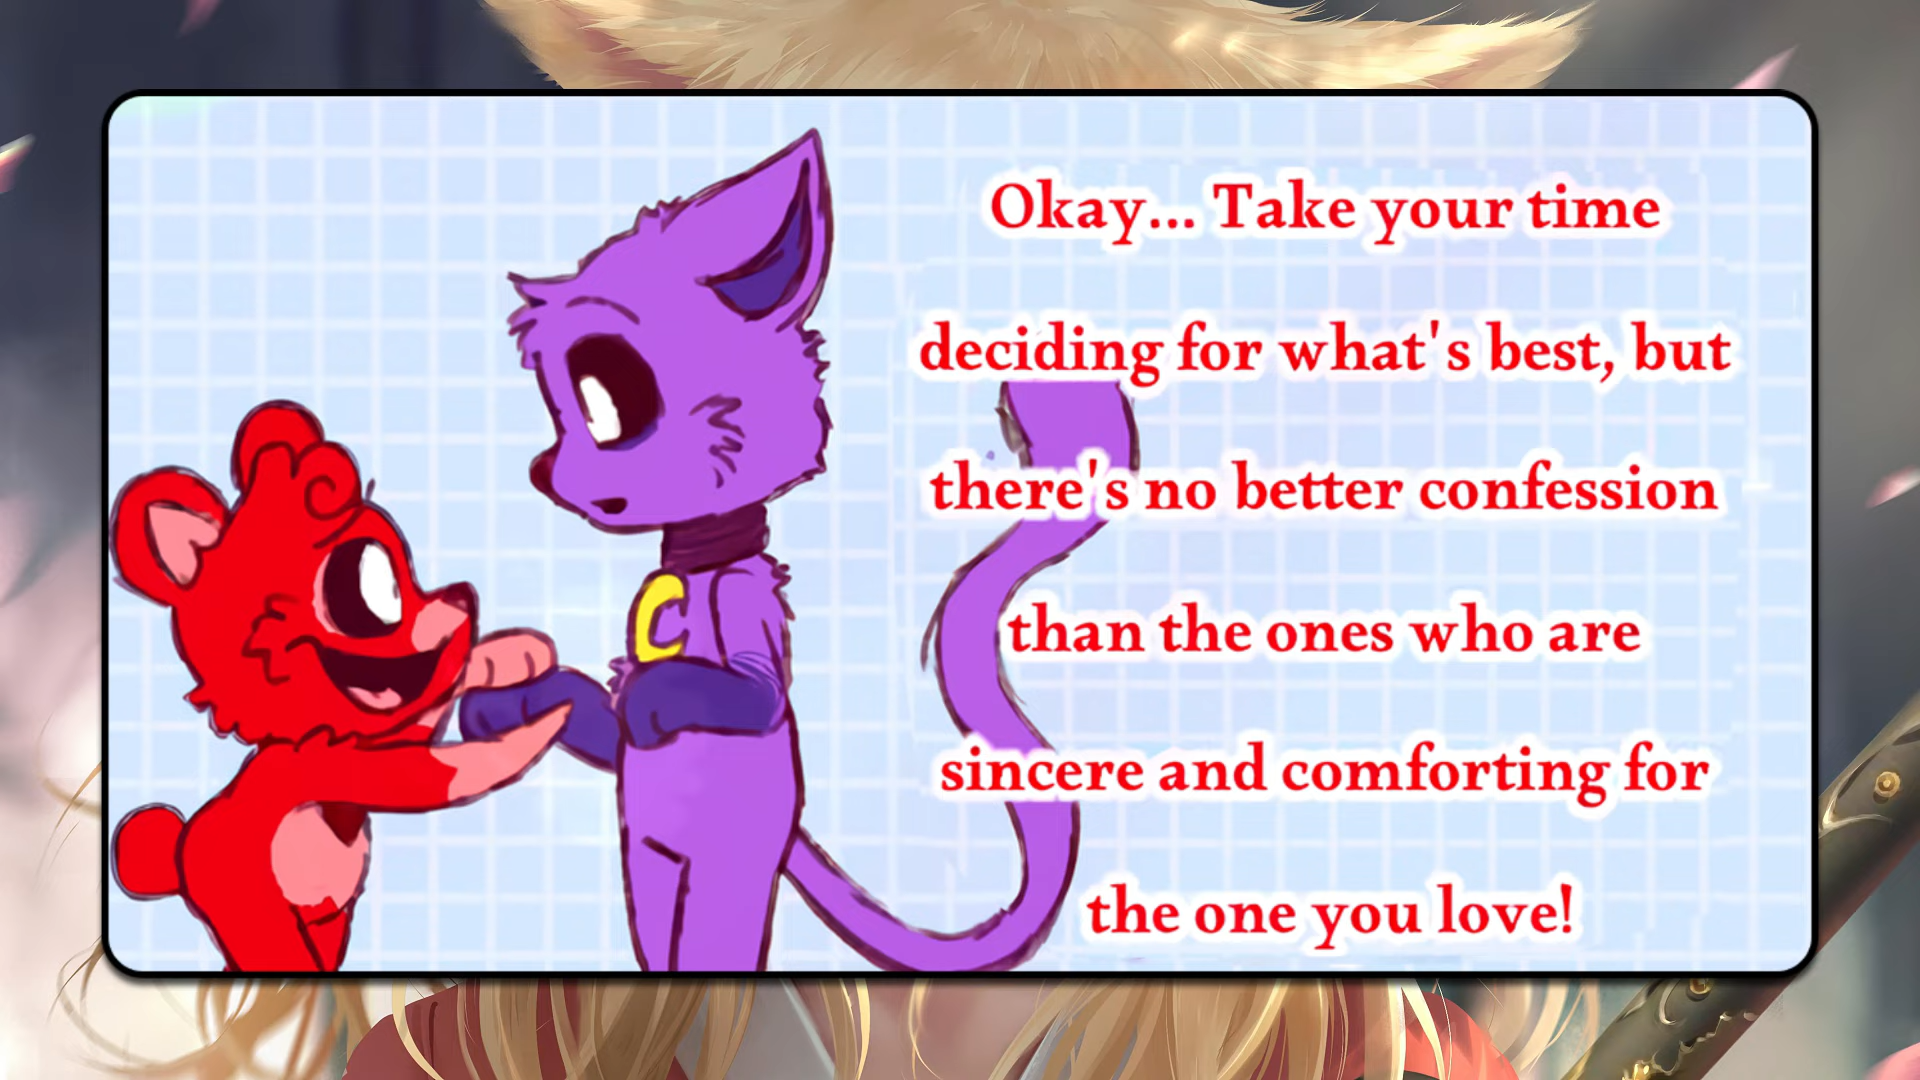 Okay... Take your time
deciding for what's best, but
there's no better confession
than the ones who are
sincere and comforting for
the one you love!